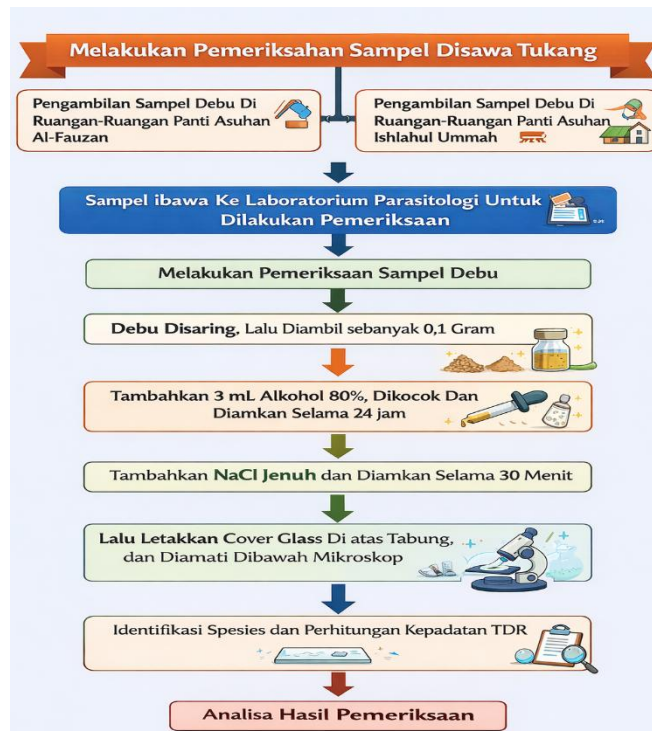 Melakukan Pemeriksahan Sampel Disawa Tukang
Pengambilan Sampel Debu Di
Ruangan-Ruangan Panti Asuhan
Al-Fauzan
Pengambilan Sampel Debu Di
Ruangan-Ruangan Panti Asuhan
Ishlahul Ummah
Sampel ibawa Ke Laboratorium Parasitologi Untuk
Dilakukan Pemeriksaan
Melakukan Pemeriksaan Sampel Debu
Debu Disaring, Lalu Diambil sebanyak 0,1 Gram
Tambahkan 3 mL Alkohol 80%, Dikocok Dan
Diamkan Selama 24 jam
Tambahkan NaCl Jenuh dan Diamkan Selama 30 Menit
Lalu Letakkan Cover Glass Di atas Tabung,
dan Diamati Dibawah Mikroskop
Identifikasi Spesies dan Perhitungan Kepadatan TDR
Analisa Hasil Pemeriksaan